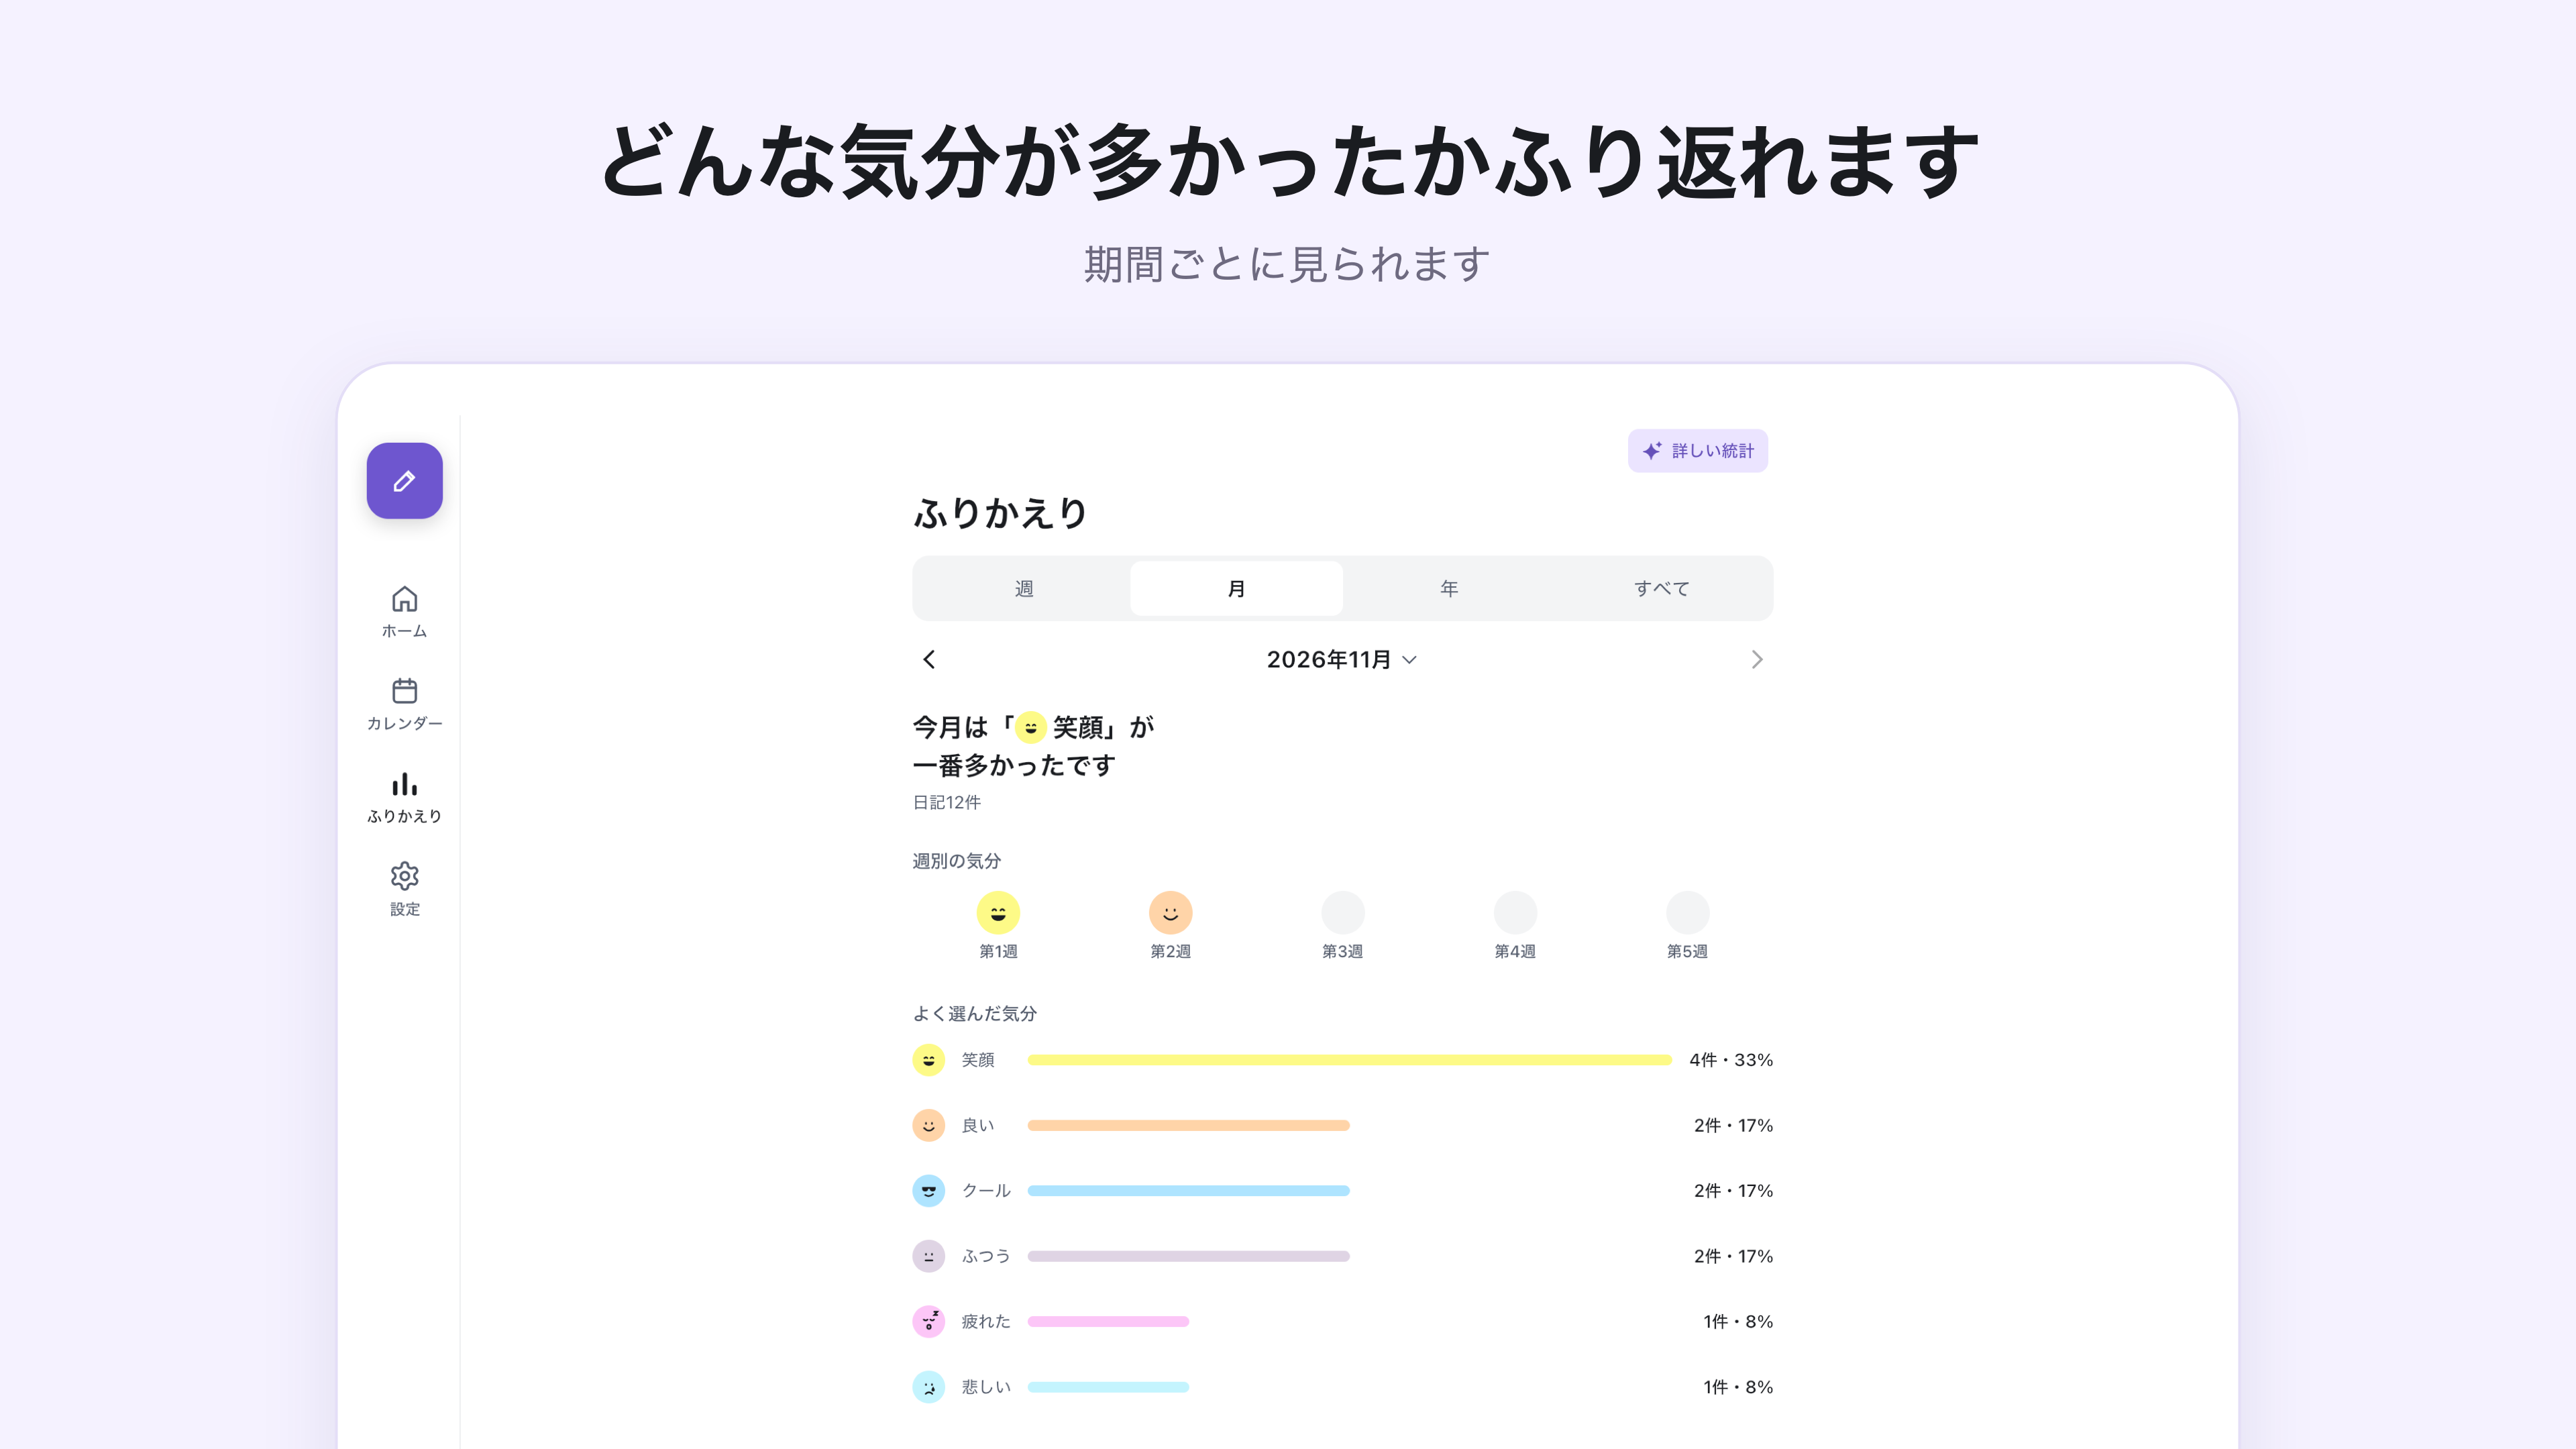 どんな気分が多かったかふり返れます
期間ごとに見られます
詳しい統計
ふりかえり
週 月 年 すべて
2026年11月
今月は「笑顔」が
一番多かったです
日記12件
週別の気分
第1週 第2週 第3週 第4週 第5週
よく選んだ気分
笑顔 4件・33%
良い 2件・17%
クール 2件・17%
ふつう 2件・17%
疲れた 1件・8%
悲しい 1件・8%
ホーム
カレンダー
ふりかえり
設定